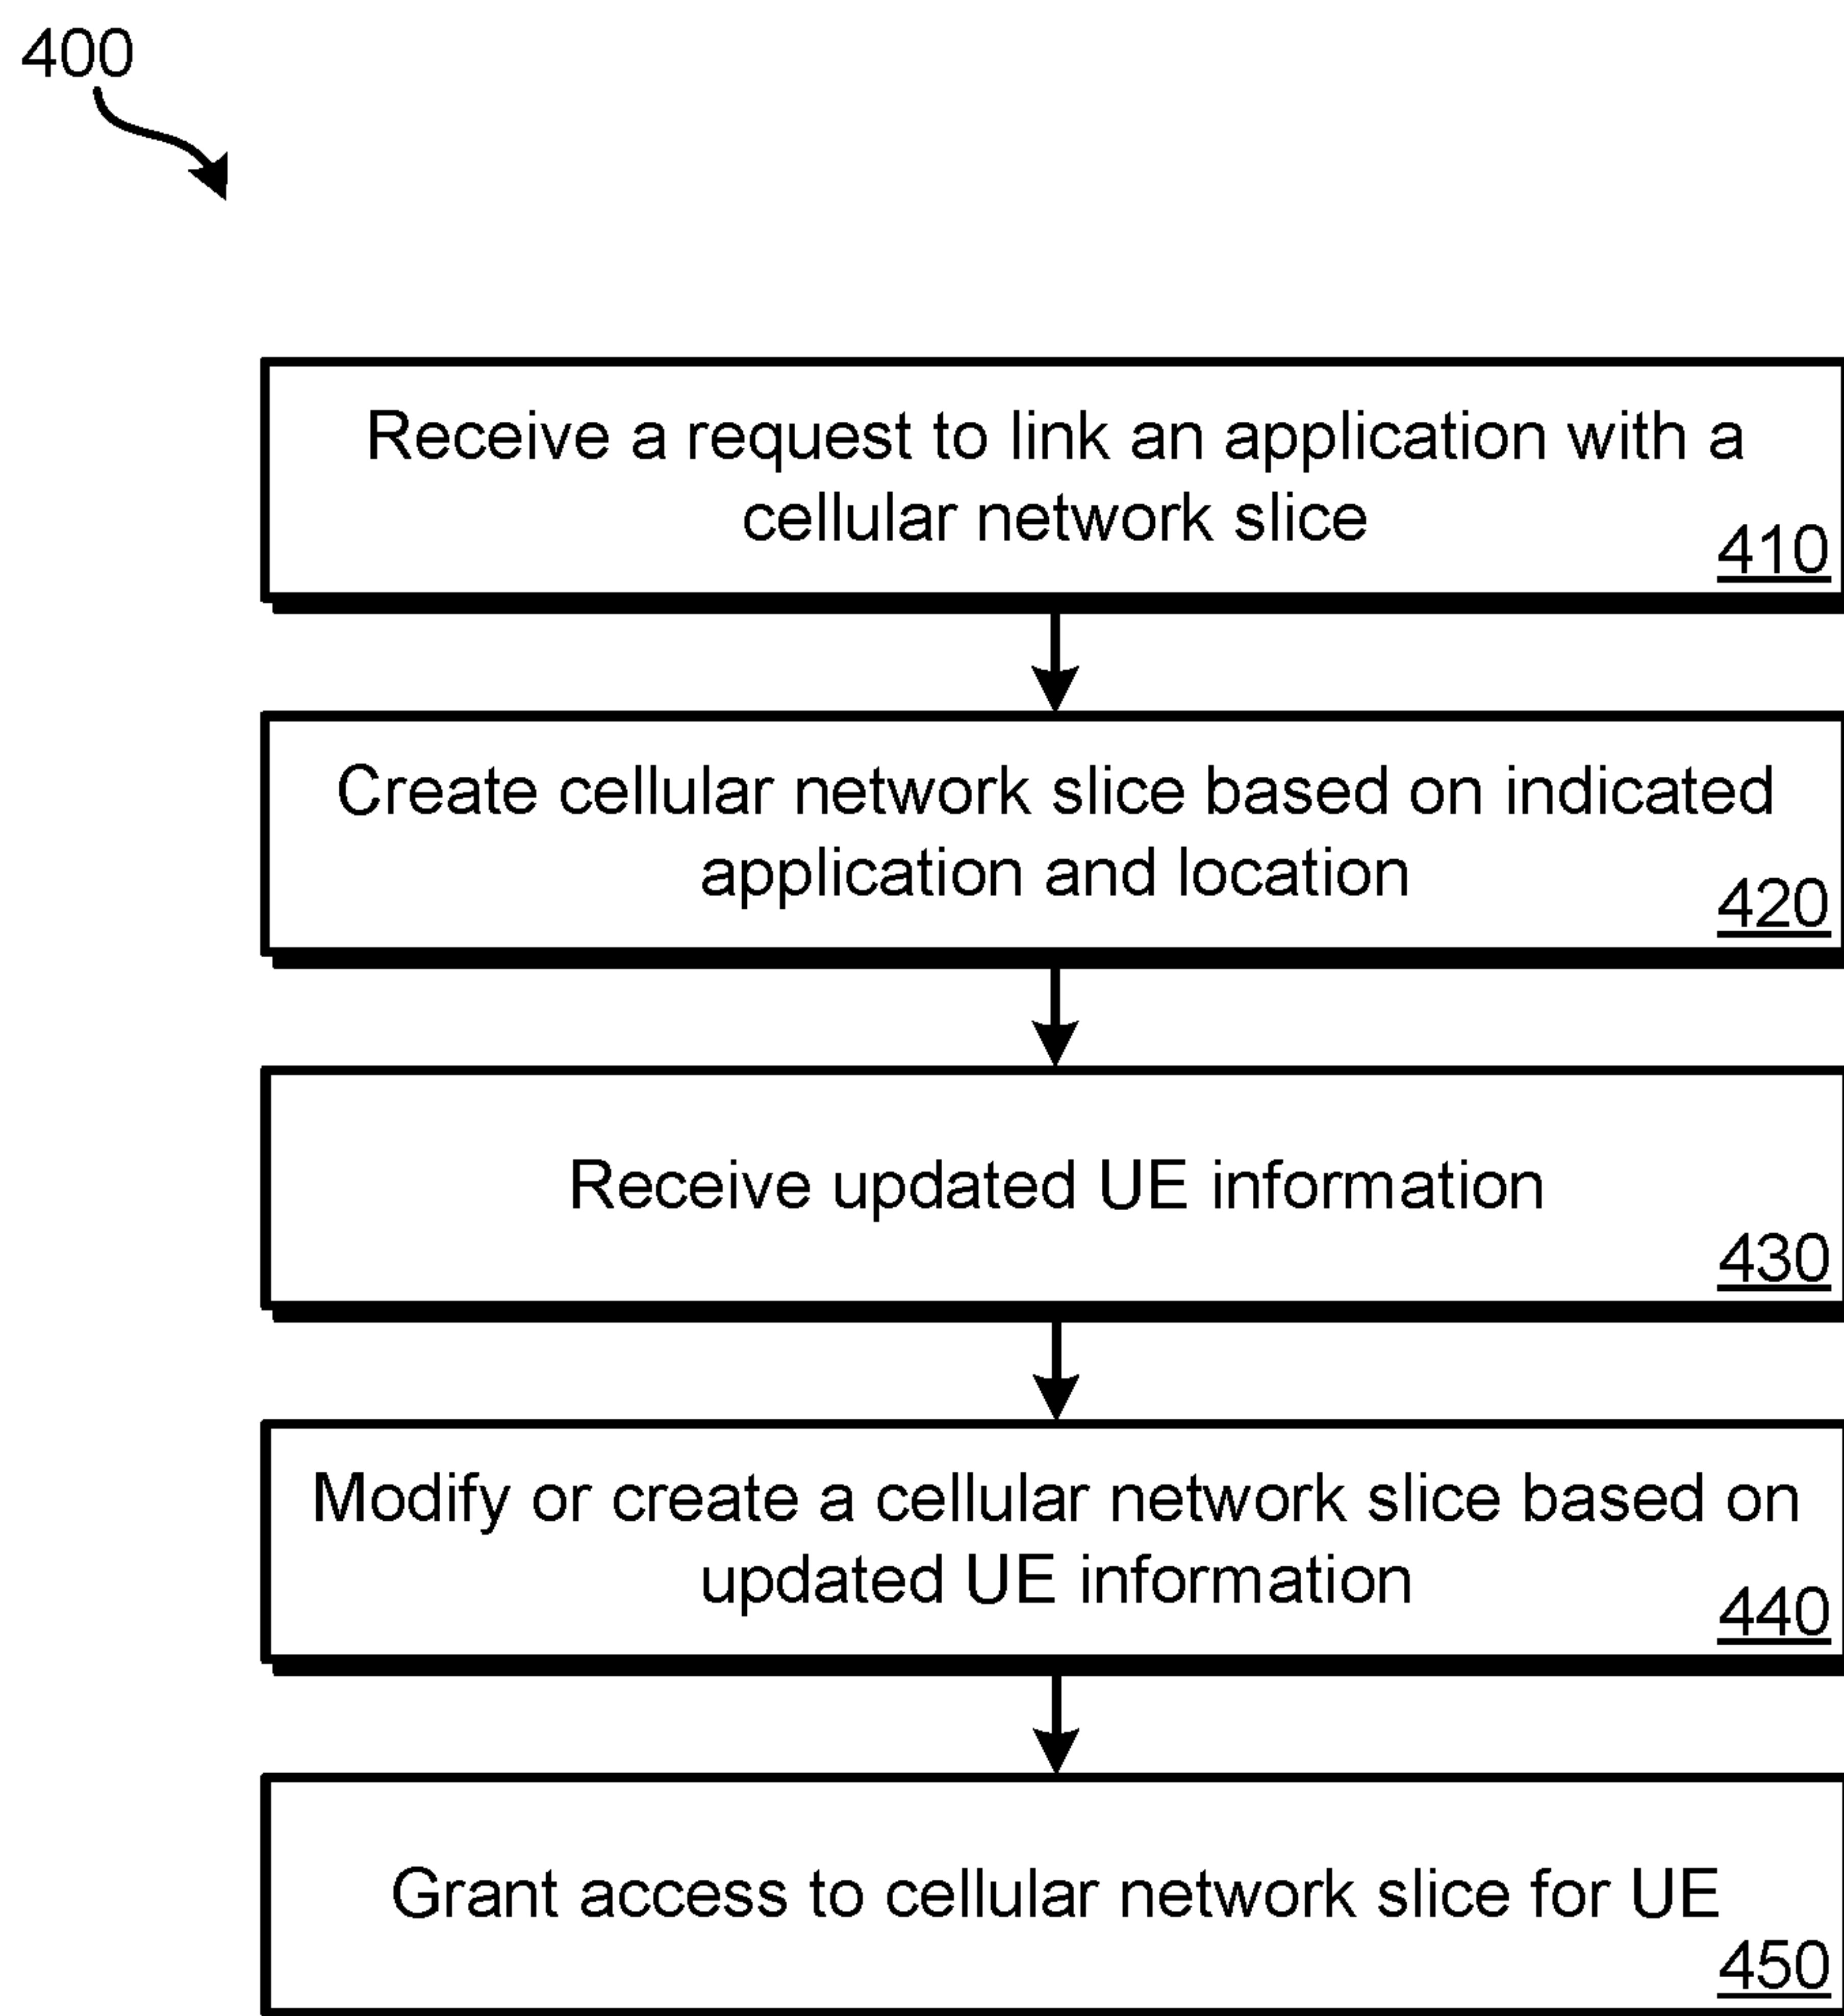 400
Receive a request to link an application with a
cellular network slice
410
Create cellular network slice based on indicated
application and location
420
Receive updated UE information
430
Modify or create a cellular network slice based on
updated UE information
440
Grant access to cellular network slice for UE
450